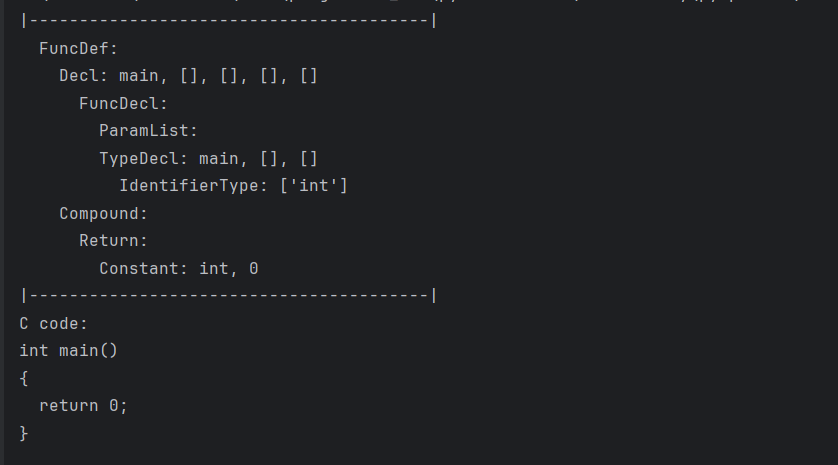 |----------------------------------------|
  FuncDef:
    Decl: main, [], [], [], []
      FuncDecl:
        ParamList:
        TypeDecl: main, [], []
          IdentifierType: ['int']
    Compound:
      Return:
        Constant: int, 0
|----------------------------------------|
C code:
int main()
{
  return 0;
}